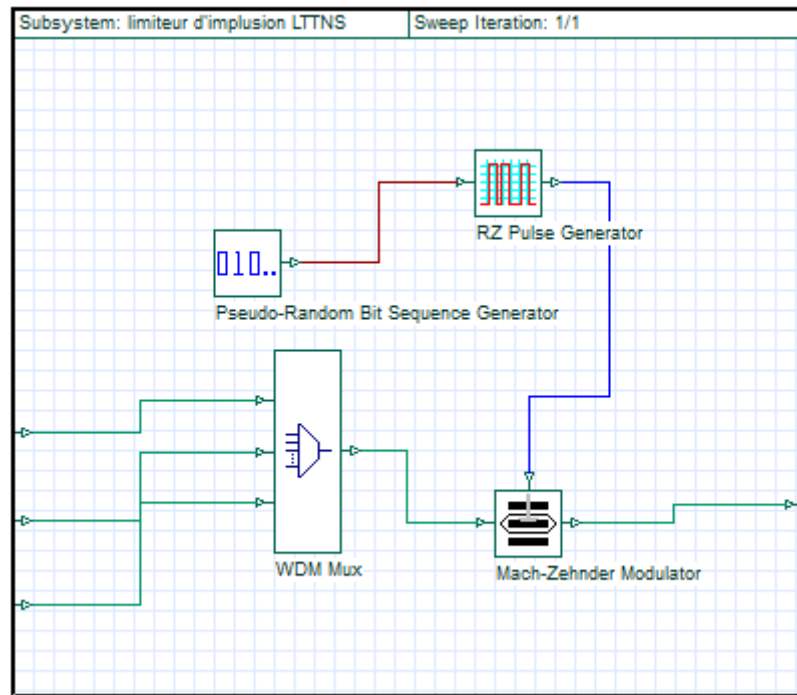 Subsystem: limiteur d'implusion LTTNS
Sweep Iteration: 1/1
RZ Pulse Generator
010..
Pseudo-Random Bit Sequence Generator
WDM Mux
Mach-Zehnder Modulator